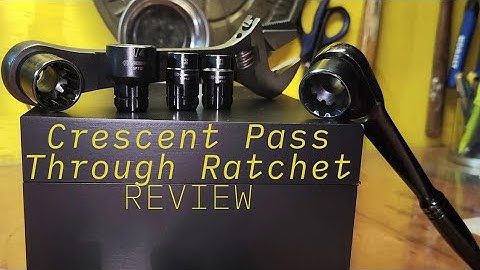 Crescent Pass
Through Ratchet
REVIEW